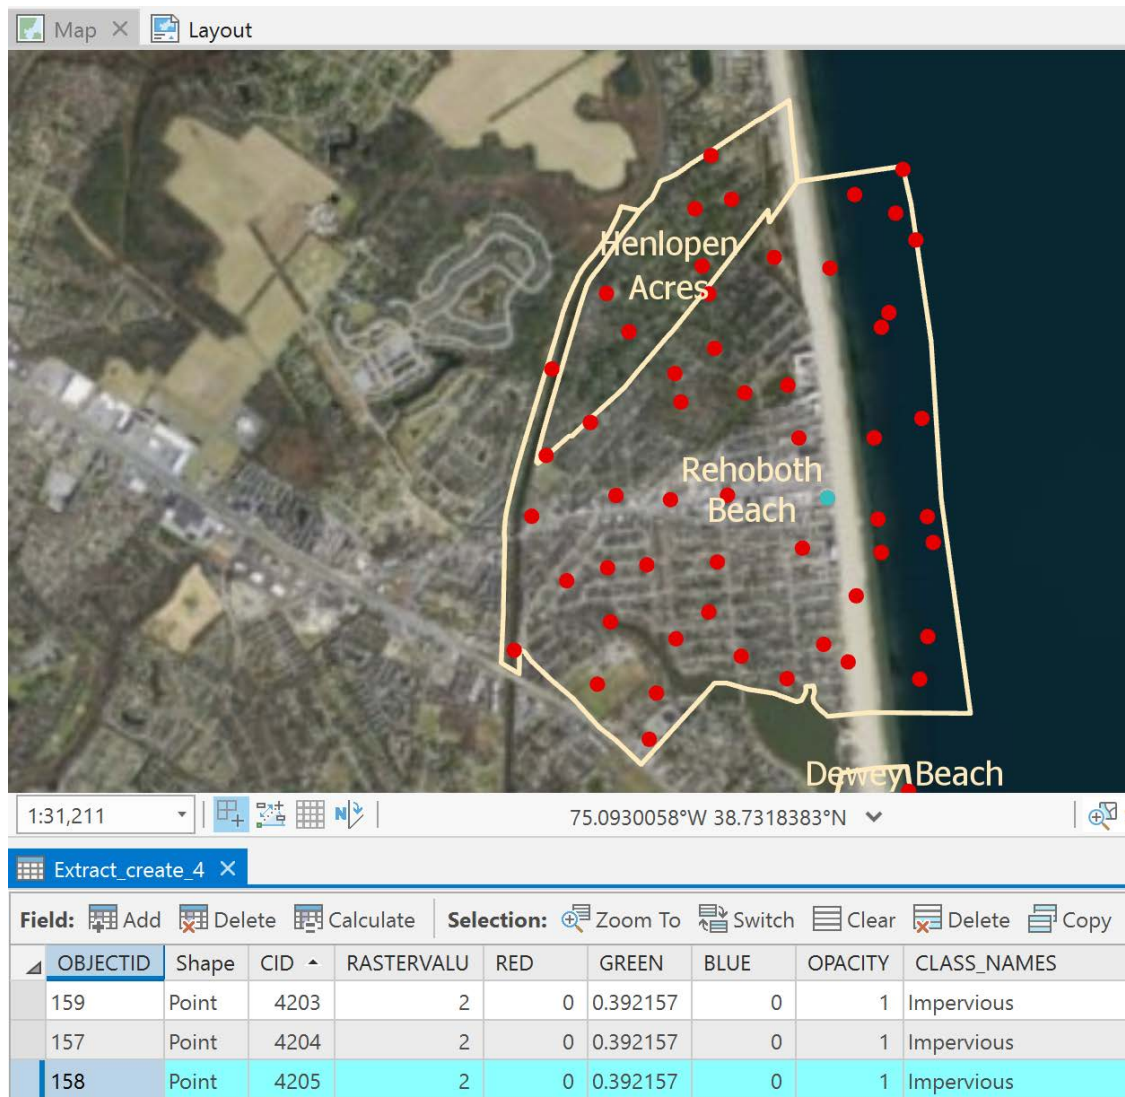 Map Layout
Henlopen
Acres
Rehoboth
Beach
Dewey Beach
1:31,211 N 75.0930058°W 38.7318383°N
Extract_create_4
Field: Add Delete Calculate Selection: Zoom To Switch Clear Delete Copy
OBJECTID Shape CID RASTERVALU RED GREEN BLUE OPACITY CLASS_NAMES
159 Point 4203 2 0 0.392157 0 1 Impervious
157 Point 4204 2 0 0.392157 0 1 Impervious
158 Point 4205 2 0 0.392157 0 1 Impervious